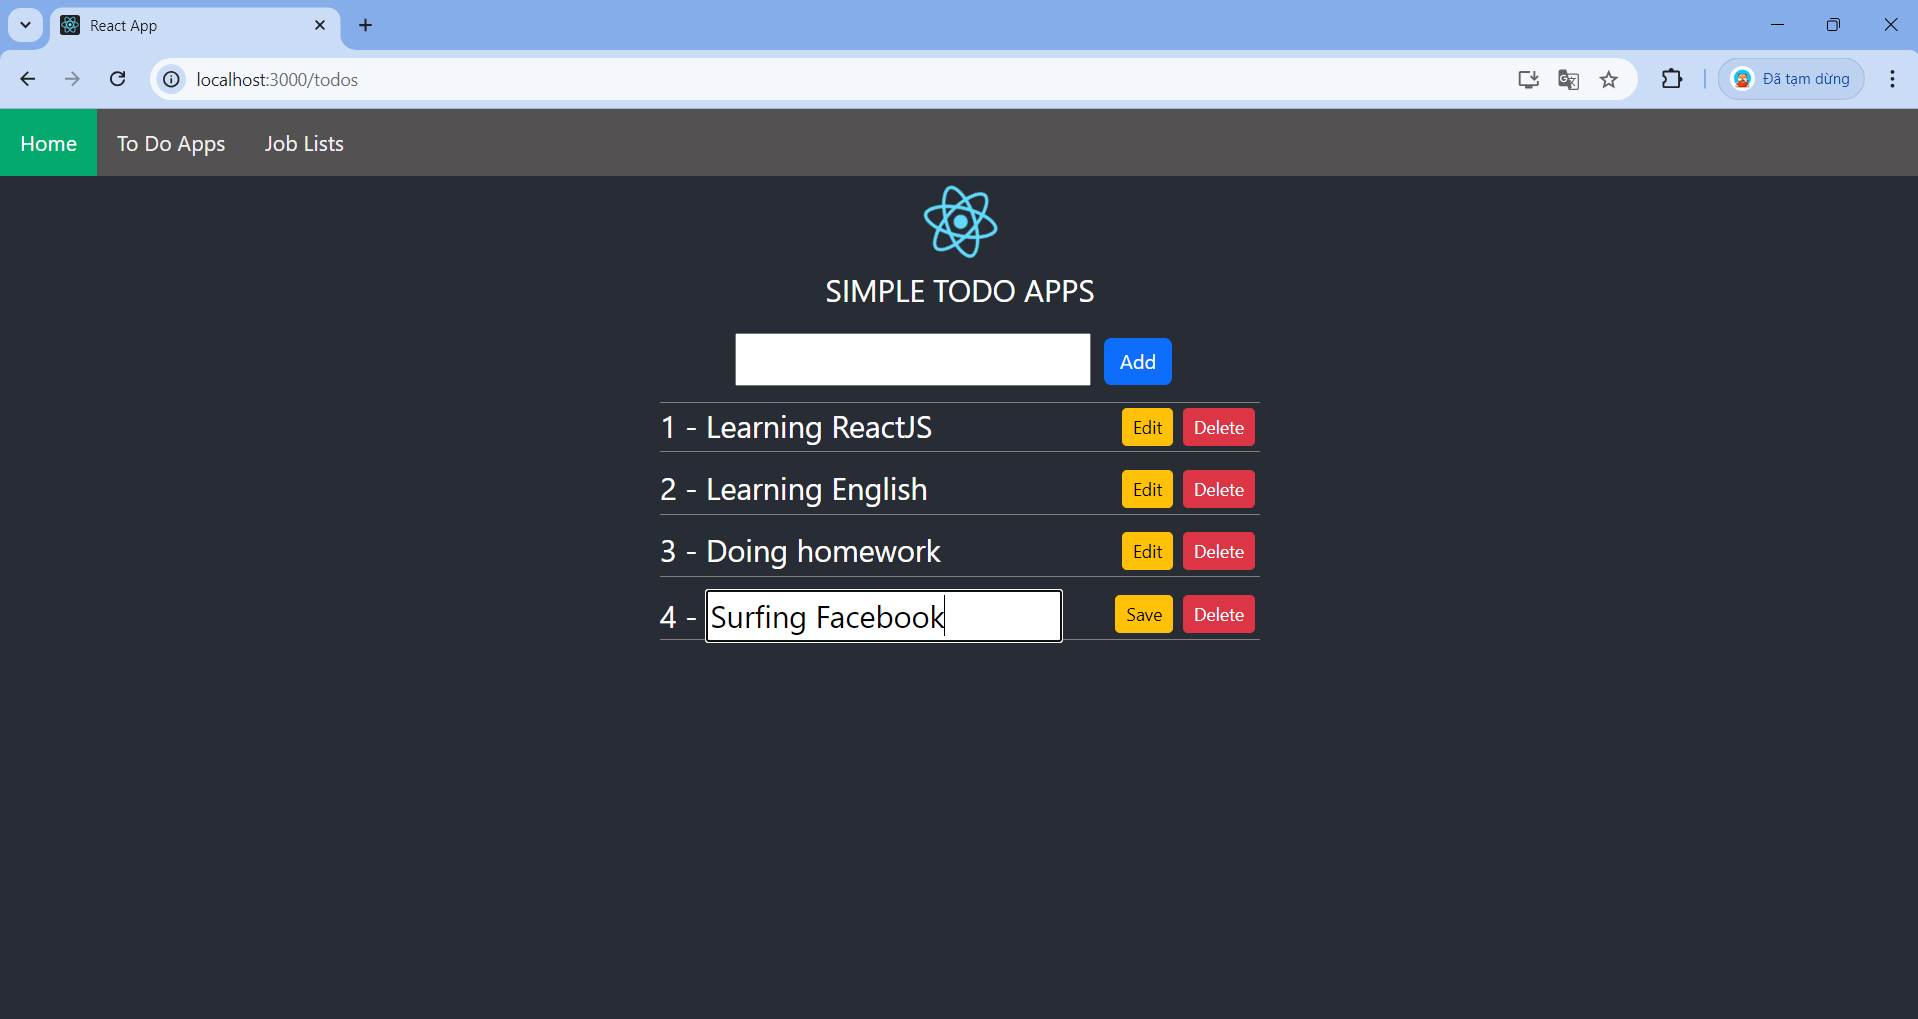 React App
localhost:3000/todos
Đã tạm dừng
Home To Do Apps Job Lists
SIMPLE TODO APPS
Add
1 - Learning ReactJS Edit Delete
2 - Learning English Edit Delete
3 - Doing homework Edit Delete
4 - Surfing Facebook Save Delete